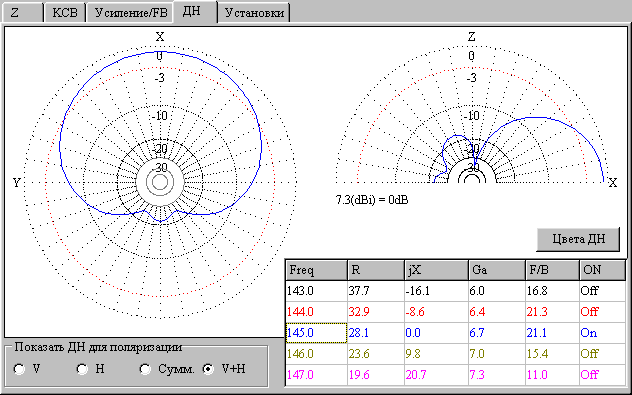 Z КСВ Усиление/FB ДН Установки
X Z
0 0
-3 -3
-10 -10
-20 -20
-30 -30
Y X
7.3(dBi) = 0dB
Цвета ДН
Freq R jX Ga F/B ON
143.0 37.7 -16.1 6.0 16.8 Off
144.0 32.9 -8.6 6.4 21.3 Off
145.0 28.1 0.0 6.7 21.1 On
146.0 23.6 9.8 7.0 15.4 Off
147.0 19.6 20.7 7.3 11.0 Off
Показать ДН для поляризации
V H Сумм. V+H